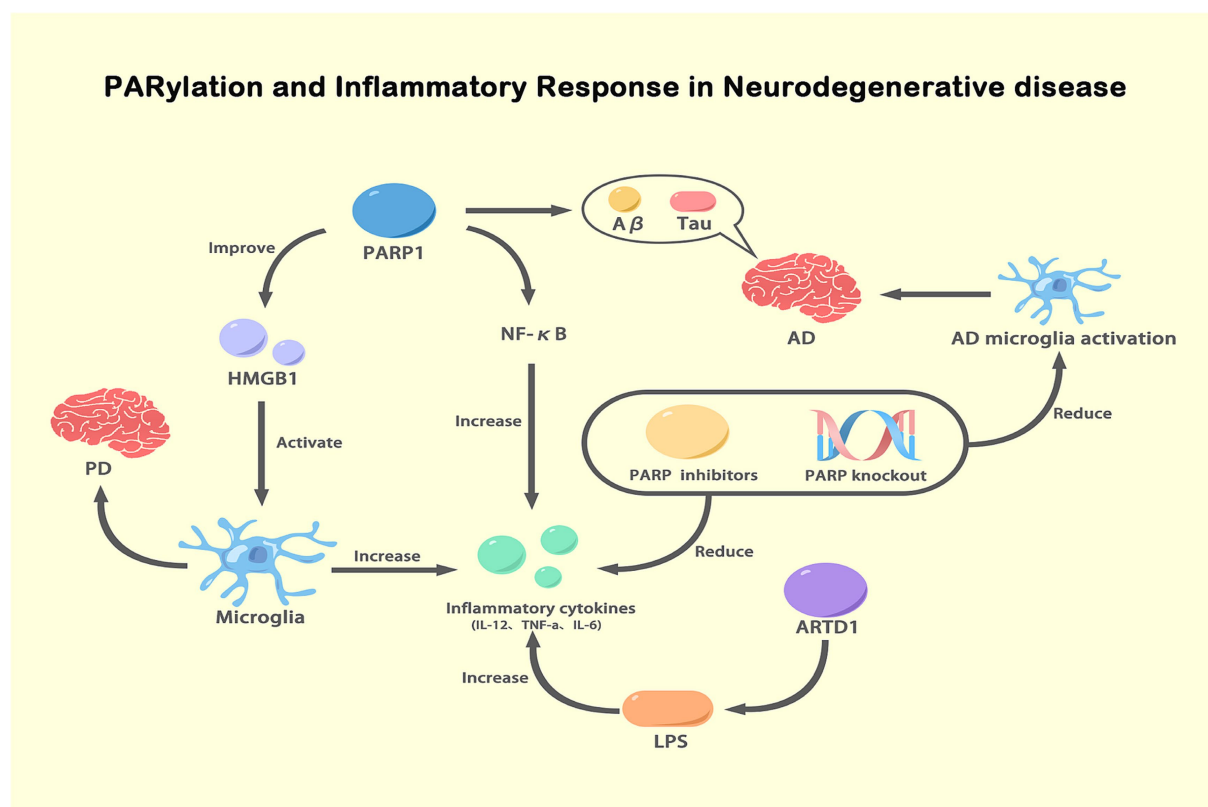 PARylation and Inflammatory Response in Neurodegenerative disease
Aβ
Tau
PARP1
Improve
NF-κB
AD
AD microglia activation
HMGB1
Increase
Reduce
PD
Activate
PARP inhibitors
PARP knockout
Increase
Reduce
Microglia
Inflammatory cytokines
(IL-12、TNF-a、IL-6)
ARTD1
Increase
LPS